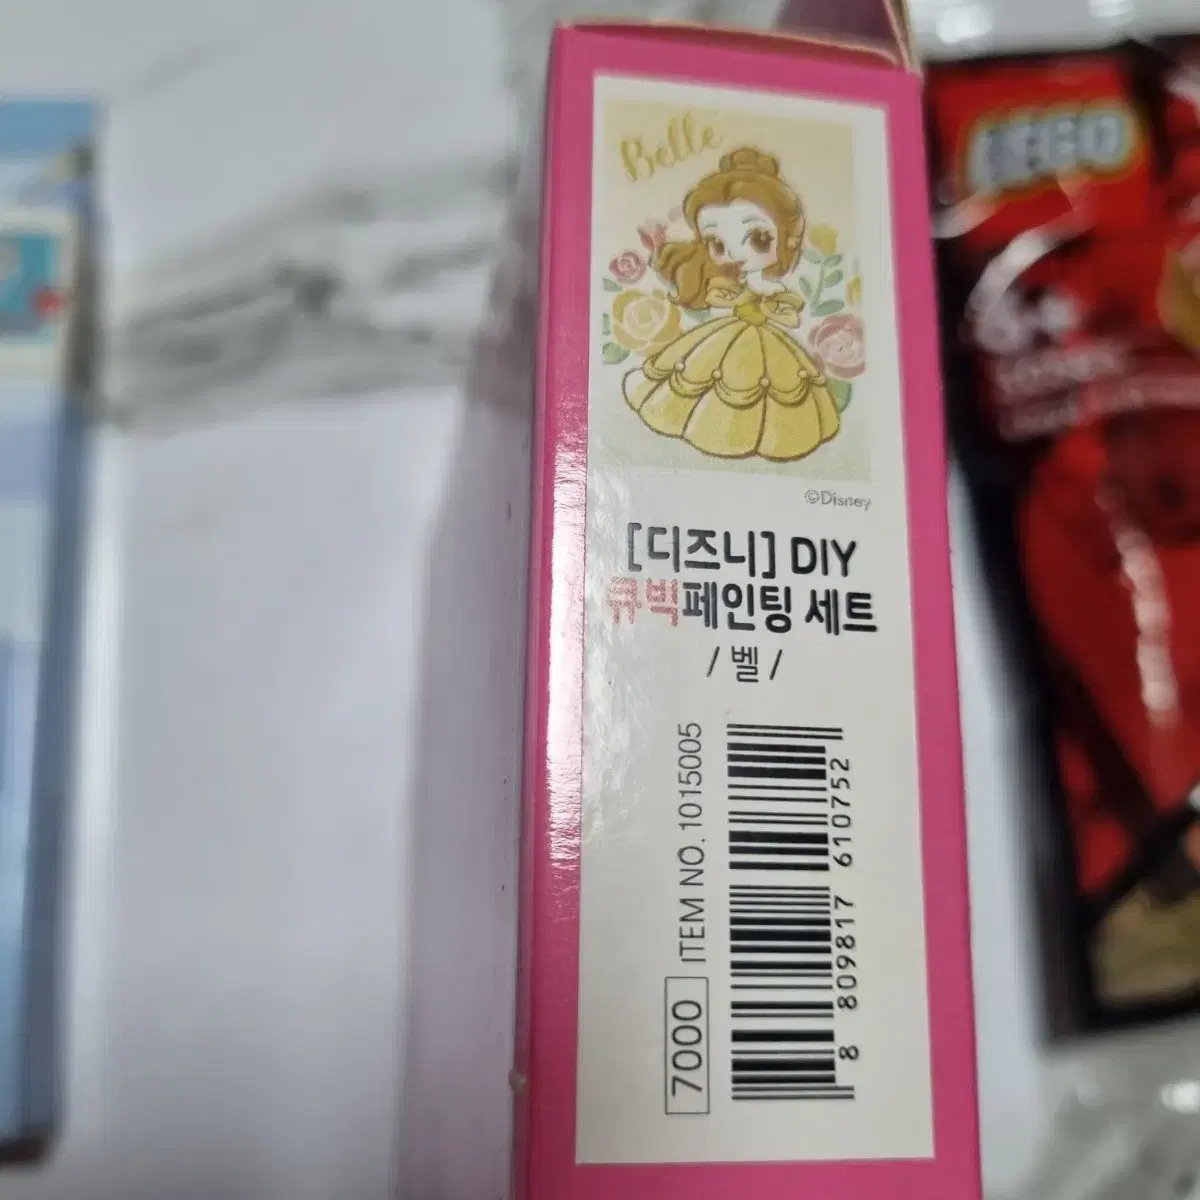 Belle
©Disney
[디즈니] DIY
큐빅페인팅 세트
/ 벨 /
7000 ITEM NO. 1015005
8 809817 610752
LEGO